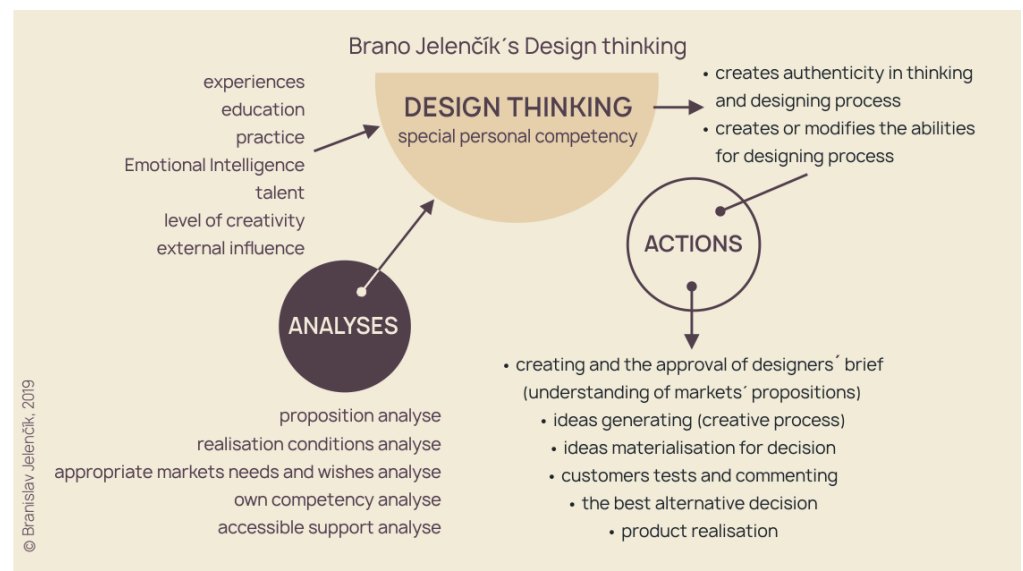 Brano Jelenčík´s Design thinking
experiences
education
practice
Emotional Intelligence
talent
level of creativity
external influence
DESIGN THINKING
special personal competency
• creates authenticity in thinking
and designing process
• creates or modifies the abilities
for designing process
ACTIONS
ANALYSES
proposition analyse
realisation conditions analyse
appropriate markets needs and wishes analyse
own competency analyse
accessible support analyse
• creating and the approval of designers´ brief
(understanding of markets´ propositions)
• ideas generating (creative process)
• ideas materialisation for decision
• customers tests and commenting
• the best alternative decision
• product realisation
© Branislav Jelenčík, 2019